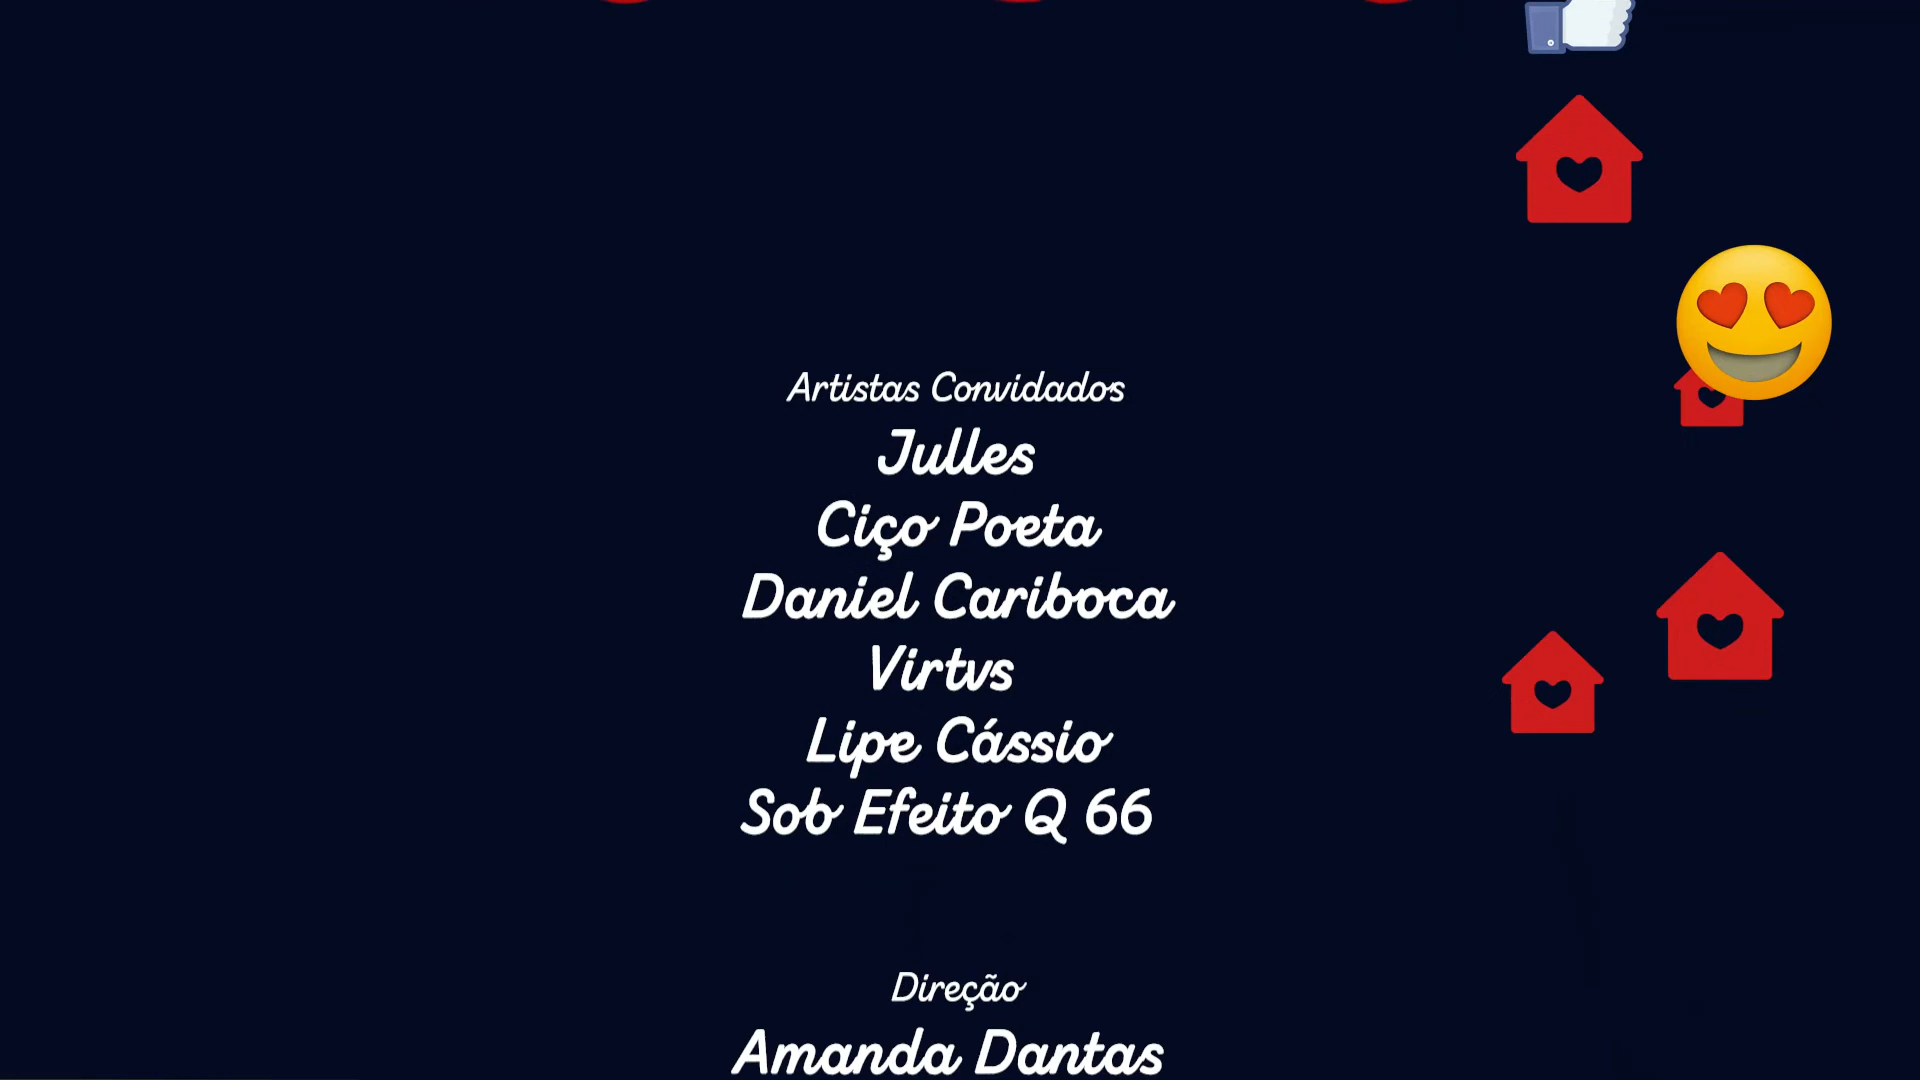 Artistas Convidados
Julles
Ciço Poeta
Daniel Cariboca
Virtvs
Lipe Cássio
Sob Efeito Q 66
Direção
Amanda Dantas